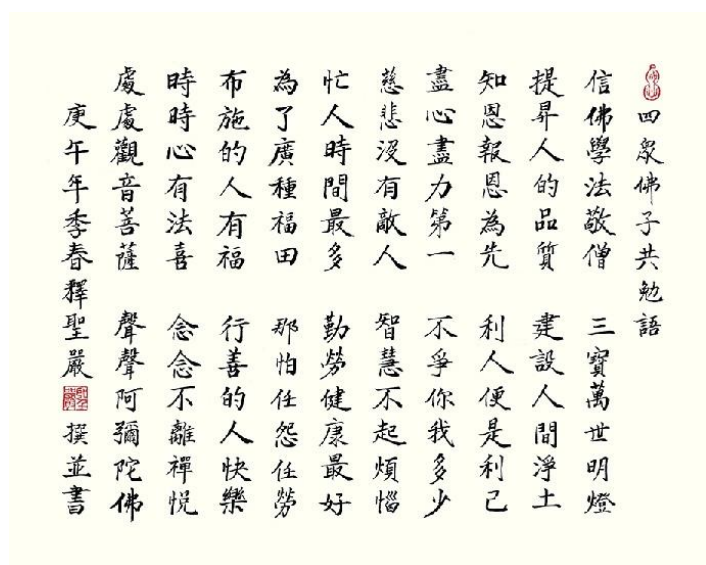 四眾佛子共勉語
信佛學法敬僧 三寶萬世明燈
提昇人的品質 建設人間淨土
知恩報恩為先 利人便是利己
盡心盡力第一 不爭你我多少
慈悲沒有敵人 智慧不起煩惱
忙人時間最多 勤勞健康最好
為了廣種福田 那怕任怨任勞
布施的人有福 行善的人快樂
時時心有法喜 念念不離禪悅
處處觀音菩薩 聲聲阿彌陀佛
庚午年季春釋聖嚴 撰並書